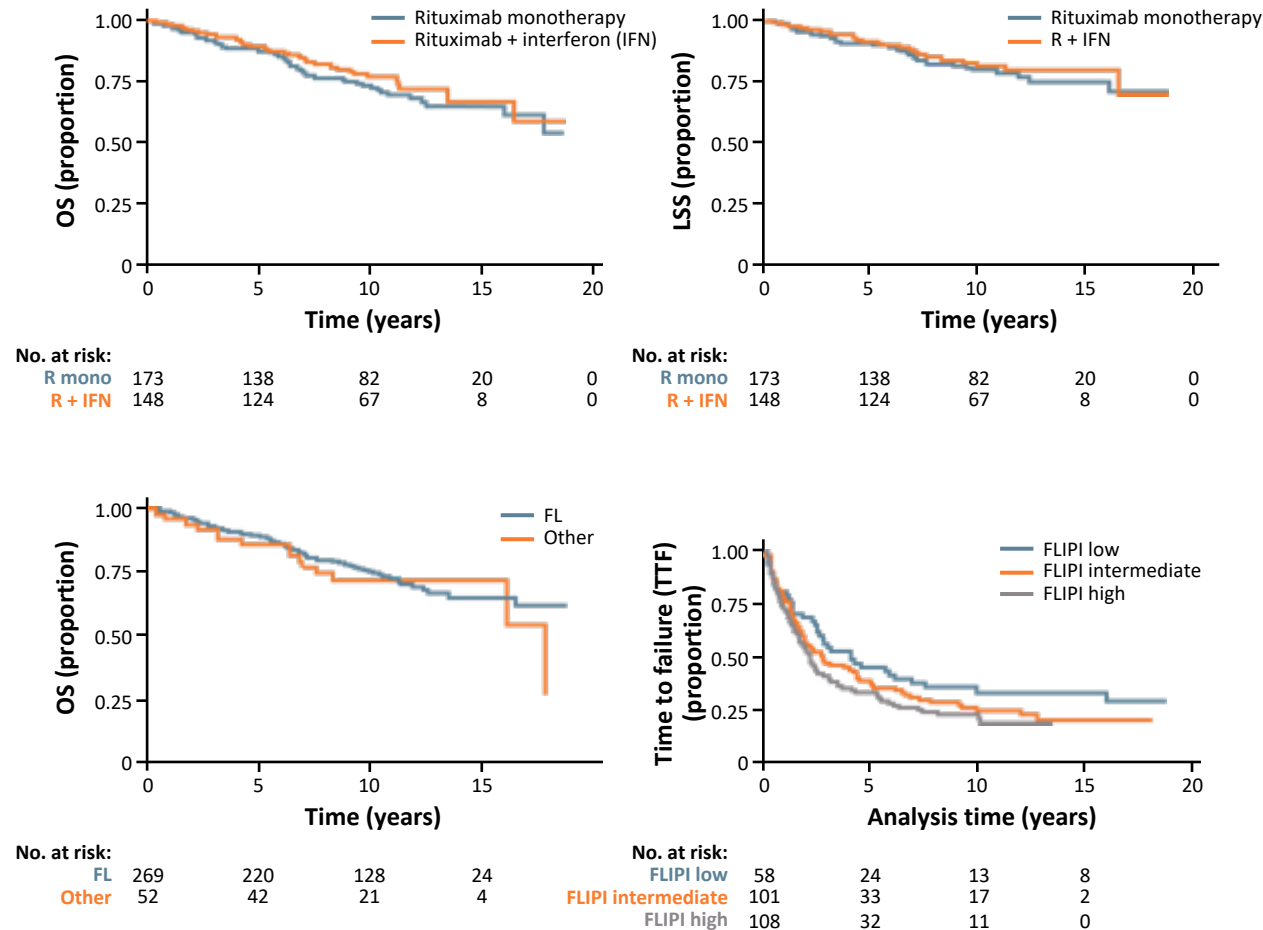 Rituximab monotherapy
Rituximab + interferon (IFN)
OS (proportion)
1.00
0.75
0.50
0.25
0
0 5 10 15 20
Time (years)
No. at risk:
R mono 173 138 82 20 0
R + IFN 148 124 67 8 0
Rituximab monotherapy
R + IFN
LSS (proportion)
1.00
0.75
0.50
0.25
0
0 5 10 15 20
Time (years)
No. at risk:
R mono 173 138 82 20 0
R + IFN 148 124 67 8 0
FL
Other
OS (proportion)
1.00
0.75
0.50
0.25
0
0 5 10 15
Time (years)
No. at risk:
FL 269 220 128 24
Other 52 42 21 4
FLIPI low
FLIPI intermediate
FLIPI high
Time to failure (TTF)
(proportion)
1.00
0.75
0.50
0.25
0
0 5 10 15 20
Analysis time (years)
No. at risk:
FLIPI low 58 24 13 8
FLIPI intermediate 101 33 17 2
FLIPI high 108 32 11 0